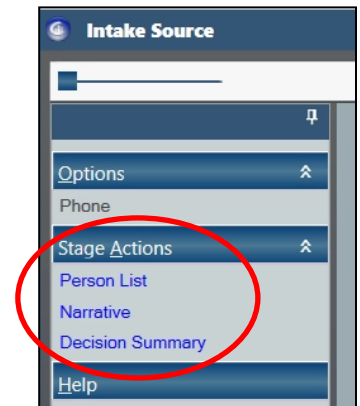 Intake Source
Options
Phone
Stage Actions
Person List
Narrative
Decision Summary
Help